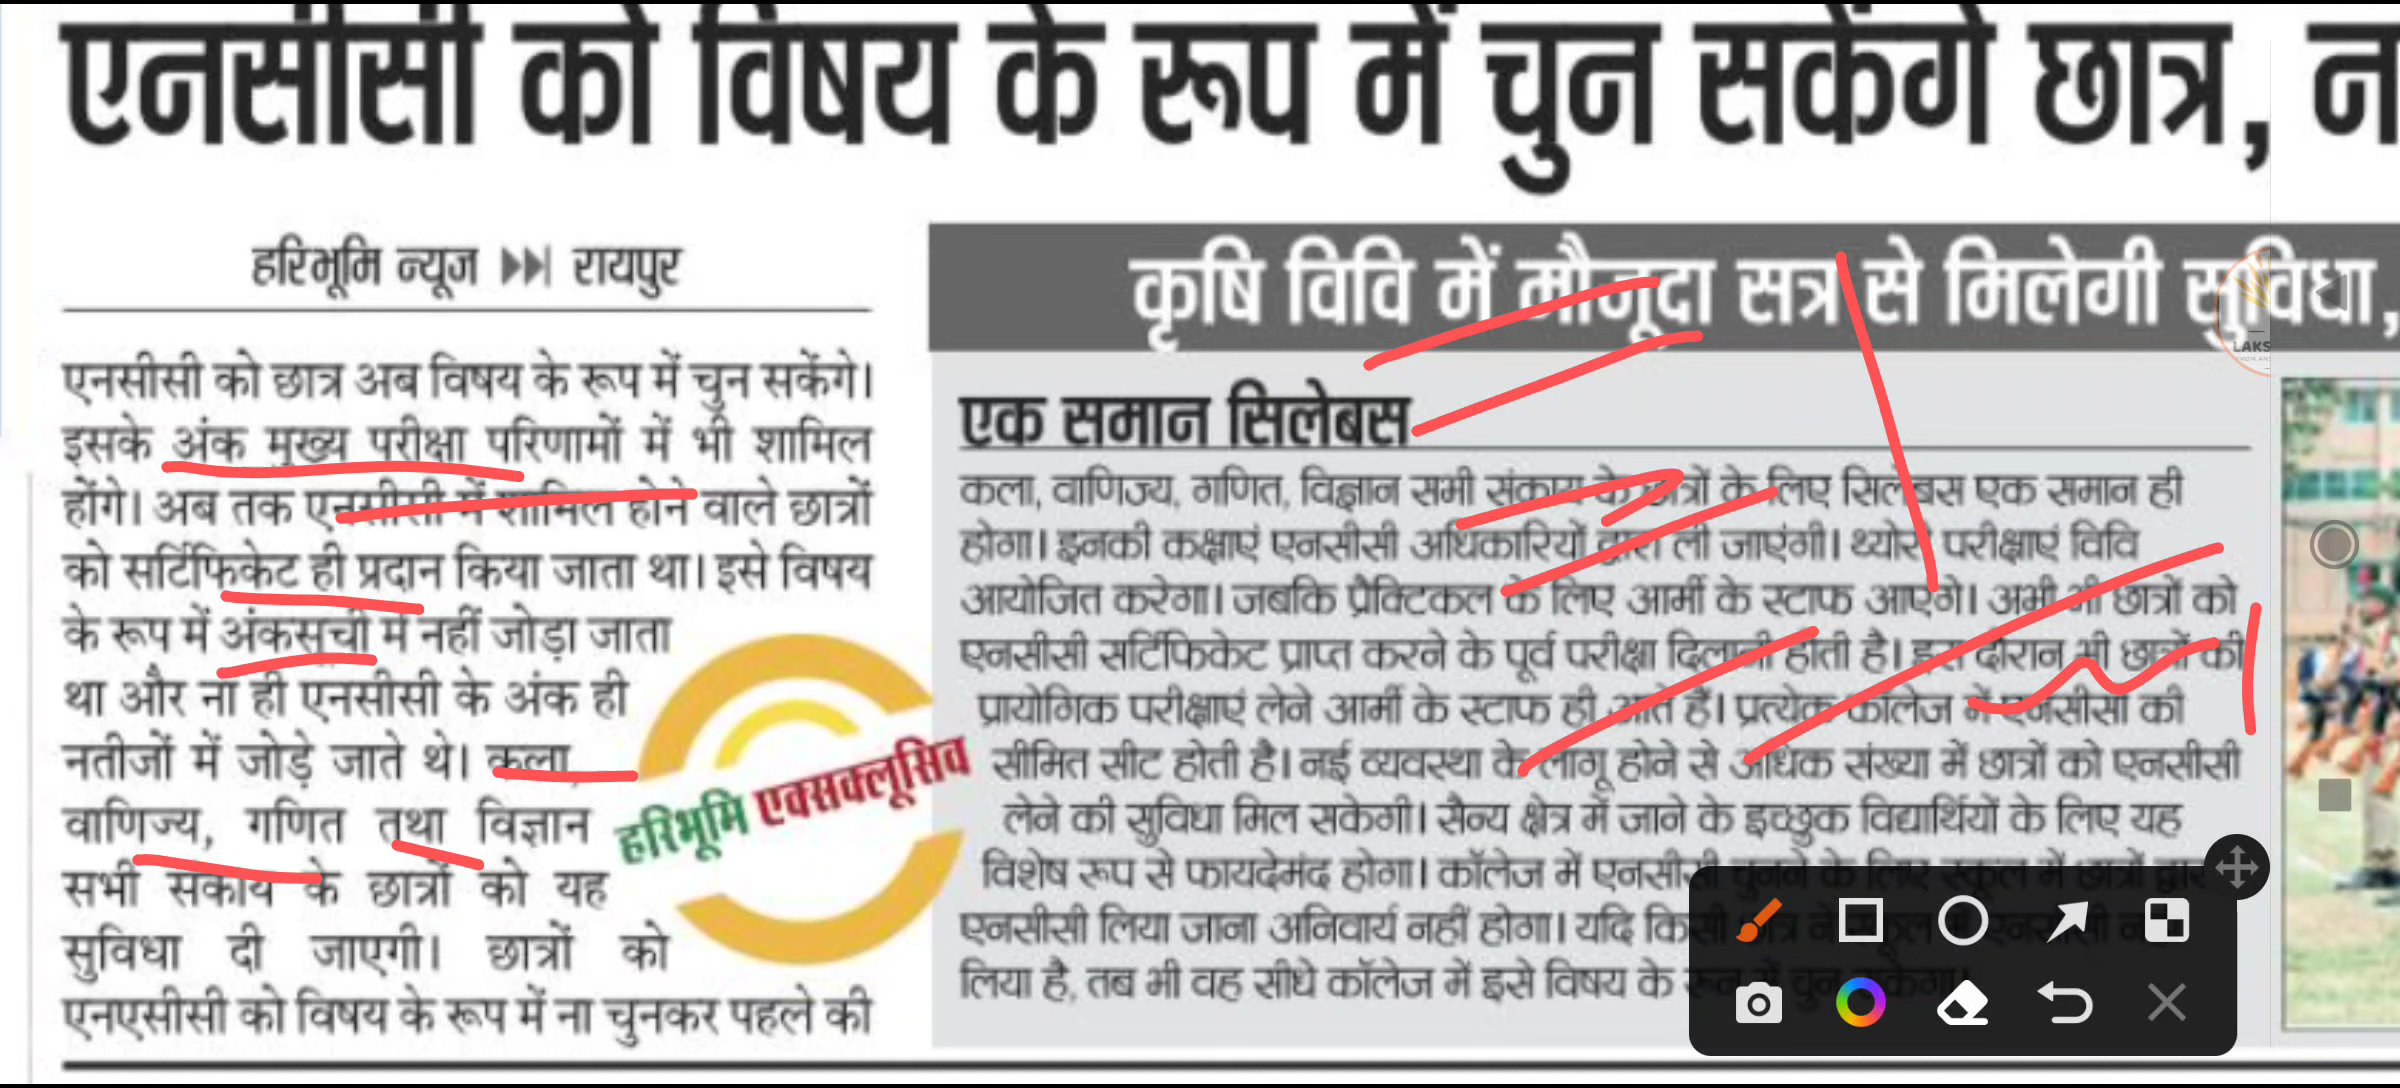 एनसीसी को विषय के रूप में चुन सकेंगे छात्र, न
हरिभूमि न्यूज ▶▶| रायपुर
एनसीसी को छात्र अब विषय के रूप में चुन सकेंगे।
इसके अंक मुख्य परीक्षा परिणामों में भी शामिल
होंगे। अब तक एनसीसी में शामिल होने वाले छात्रों
को सर्टिफिकेट ही प्रदान किया जाता था। इसे विषय
के रूप में अंकसूची में नहीं जोड़ा जाता
था और ना ही एनसीसी के अंक ही
नतीजों में जोड़े जाते थे। कला,
वाणिज्य, गणित तथा विज्ञान
सभी संकाय के छात्रों को यह
सुविधा दी जाएगी। छात्रों को
एनएसीसी को विषय के रूप में ना चुनकर पहले की
हरिभूमि एक्सक्लूसिव
कृषि विवि में मौजूदा सत्र से मिलेगी सुविधा,
LAKS
एक समान सिलेबस
कला, वाणिज्य, गणित, विज्ञान सभी संकाय के छात्रों के लिए सिलेबस एक समान ही
होगा। इनकी कक्षाएं एनसीसी अधिकारियों द्वारा ली जाएंगी। थ्योरी परीक्षाएं विवि
आयोजित करेगा। जबकि प्रैक्टिकल के लिए आर्मी के स्टाफ आएंगे। अभी भी छात्रों को
एनसीसी सर्टिफिकेट प्राप्त करने के पूर्व परीक्षा दिलानी होती है। इस दौरान भी छात्रों की
प्रायोगिक परीक्षाएं लेने आर्मी के स्टाफ ही आते हैं। प्रत्येक कॉलेज में एनसीसी की
सीमित सीट होती है। नई व्यवस्था के लागू होने से अधिक संख्या में छात्रों को एनसीसी
लेने की सुविधा मिल सकेगी। सैन्य क्षेत्र में जाने के इच्छुक विद्यार्थियों के लिए यह
विशेष रूप से फायदेमंद होगा। कॉलेज में एनसीसी चुनने के लिए स्कूल में छात्रों द्वार
एनसीसी लिया जाना अनिवार्य नहीं होगा। यदि किसी छात्र ने स्कूल में एनसीसी न
लिया है, तब भी वह सीधे कॉलेज में इसे विषय के रूप में चुन सकेगा।